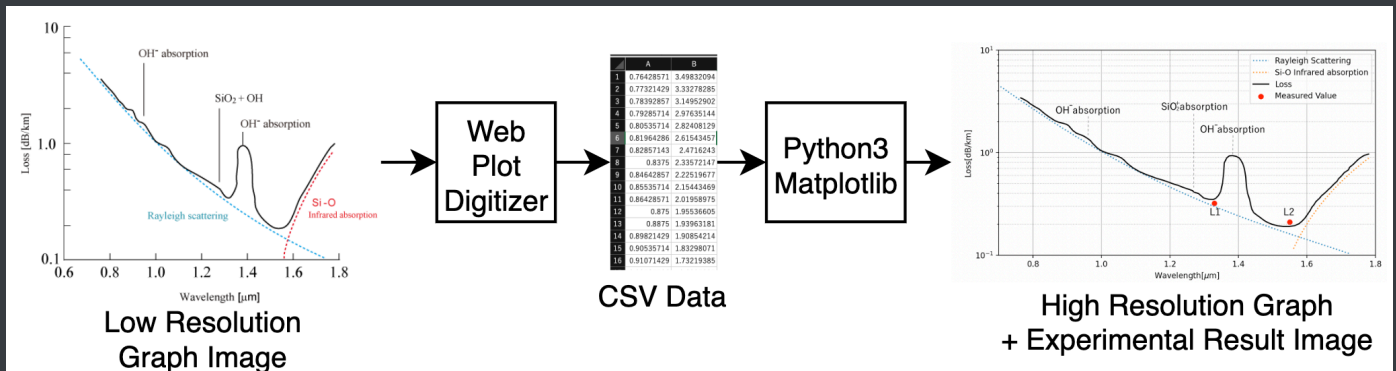 10
1.0
0.1
Loss [dB/km]
OH⁻ absorption
SiO₂ + OH
OH⁻ absorption
Rayleigh scattering
Si-O
Infrared absorption
0.6 0.8 1.0 1.2 1.4 1.6 1.8
Wavelength [μm]
Low Resolution
Graph Image
Web
Plot
Digitizer
A B
1 0.76428571 3.49832094
2 0.77321429 3.33278285
3 0.78392857 3.14952902
4 0.79285714 2.97635144
5 0.80535714 2.82408129
6 0.81964286 2.61543457
7 0.82857143 2.4716243
8 0.8375 2.33572147
9 0.84642857 2.22519677
10 0.85535714 2.15443469
11 0.86428571 2.01958975
12 0.875 1.95536605
13 0.8875 1.93963181
14 0.89821429 1.90854214
15 0.90535714 1.83298071
16 0.91071429 1.73219385
CSV Data
Python3
Matplotlib
10¹
10⁰
10⁻¹
Loss[dB/km]
Rayleigh Scattering
Si-O Infrared absorption
Loss
Measured Value
OH⁻absorption
SiO₂absorption
OH⁻absorption
L1
L2
0.8 1.0 1.2 1.4 1.6 1.8
Wavelength[μm]
High Resolution Graph
+ Experimental Result Image